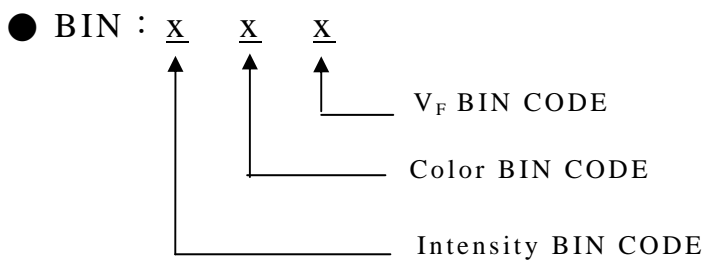 ● BIN：x x x
V_F BIN CODE
Color BIN CODE
Intensity BIN CODE